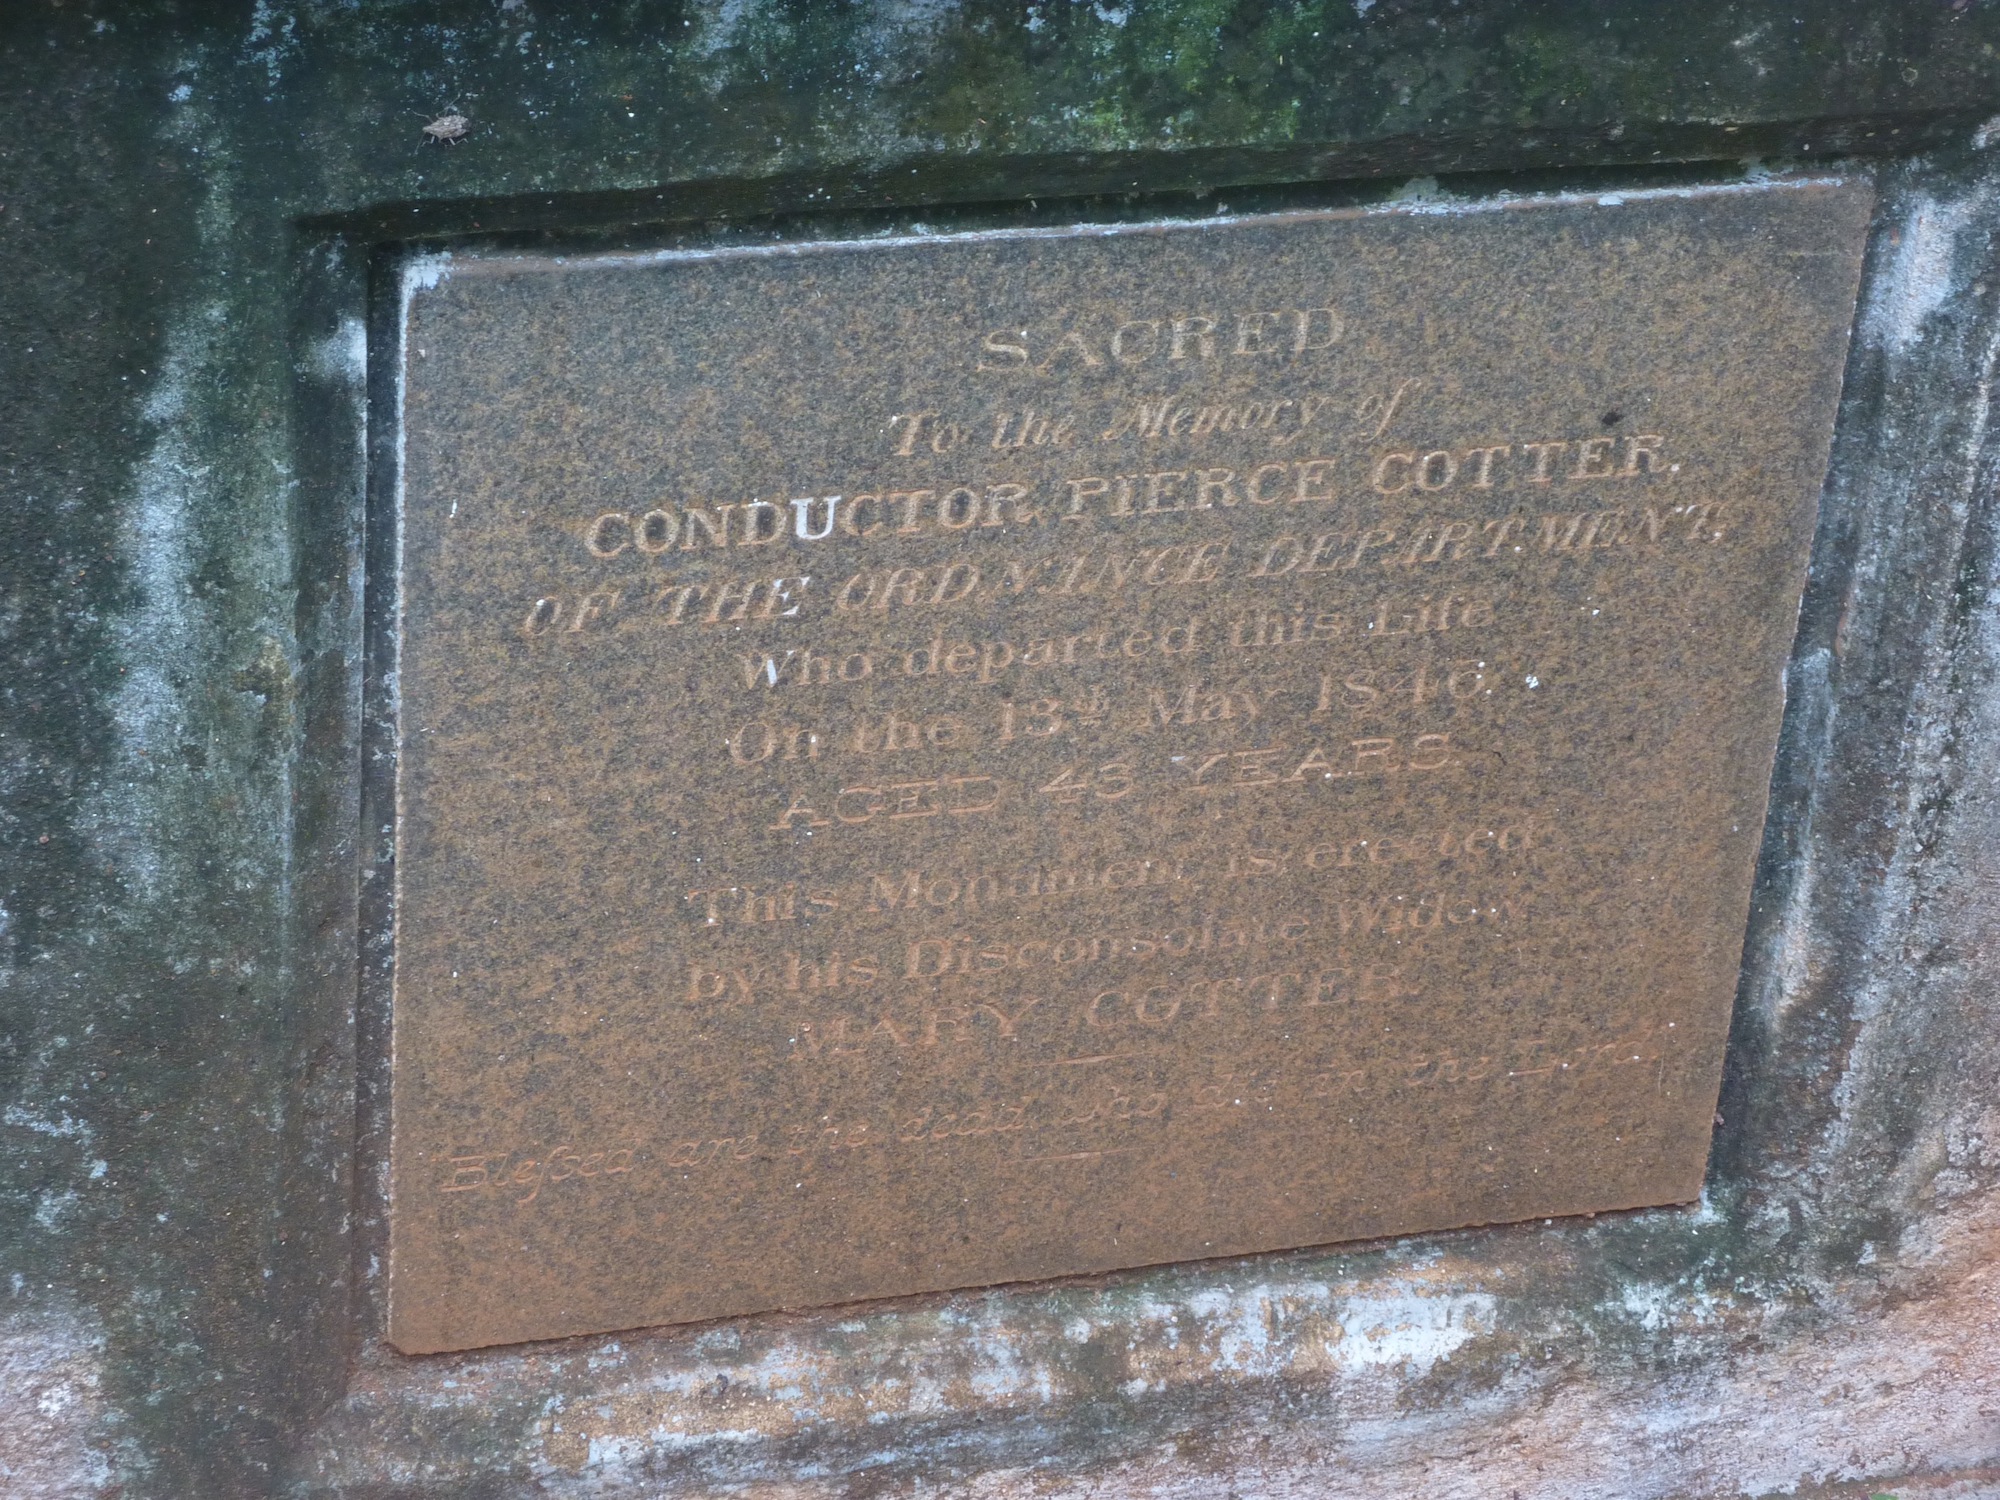 SACRED
To the Memory of
CONDUCTOR PIERCE COTTER,
OF THE ORDNANCE DEPARTMENT.
Who departed this Life
On the 13th May 1846
AGED 43 YEARS
This Monument is erected
by his Disconsolate Widow
MARY COTTER
Blessed are the dead who die in the Lord.